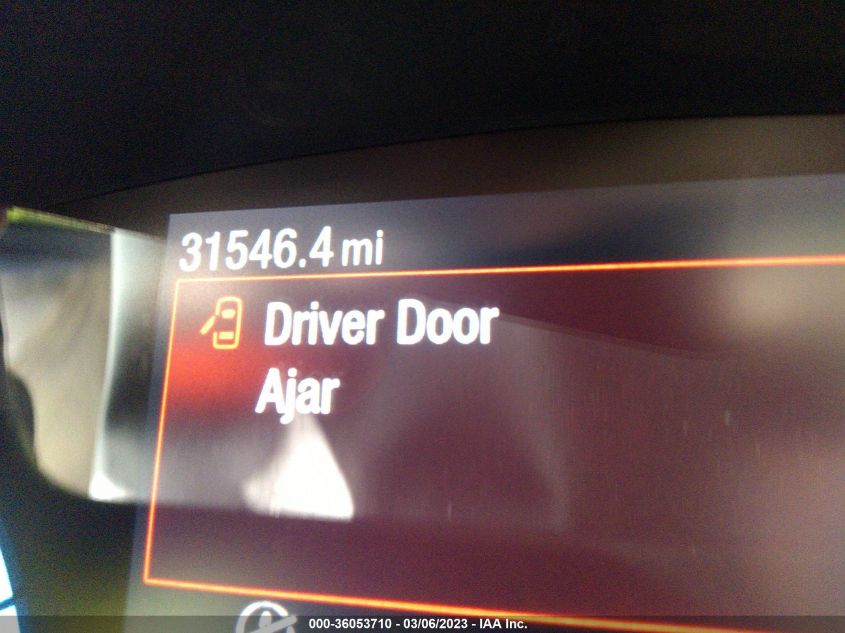 31546.4 mi
Driver Door
Ajar
000-36053710 - 03/06/2023 - IAA Inc.